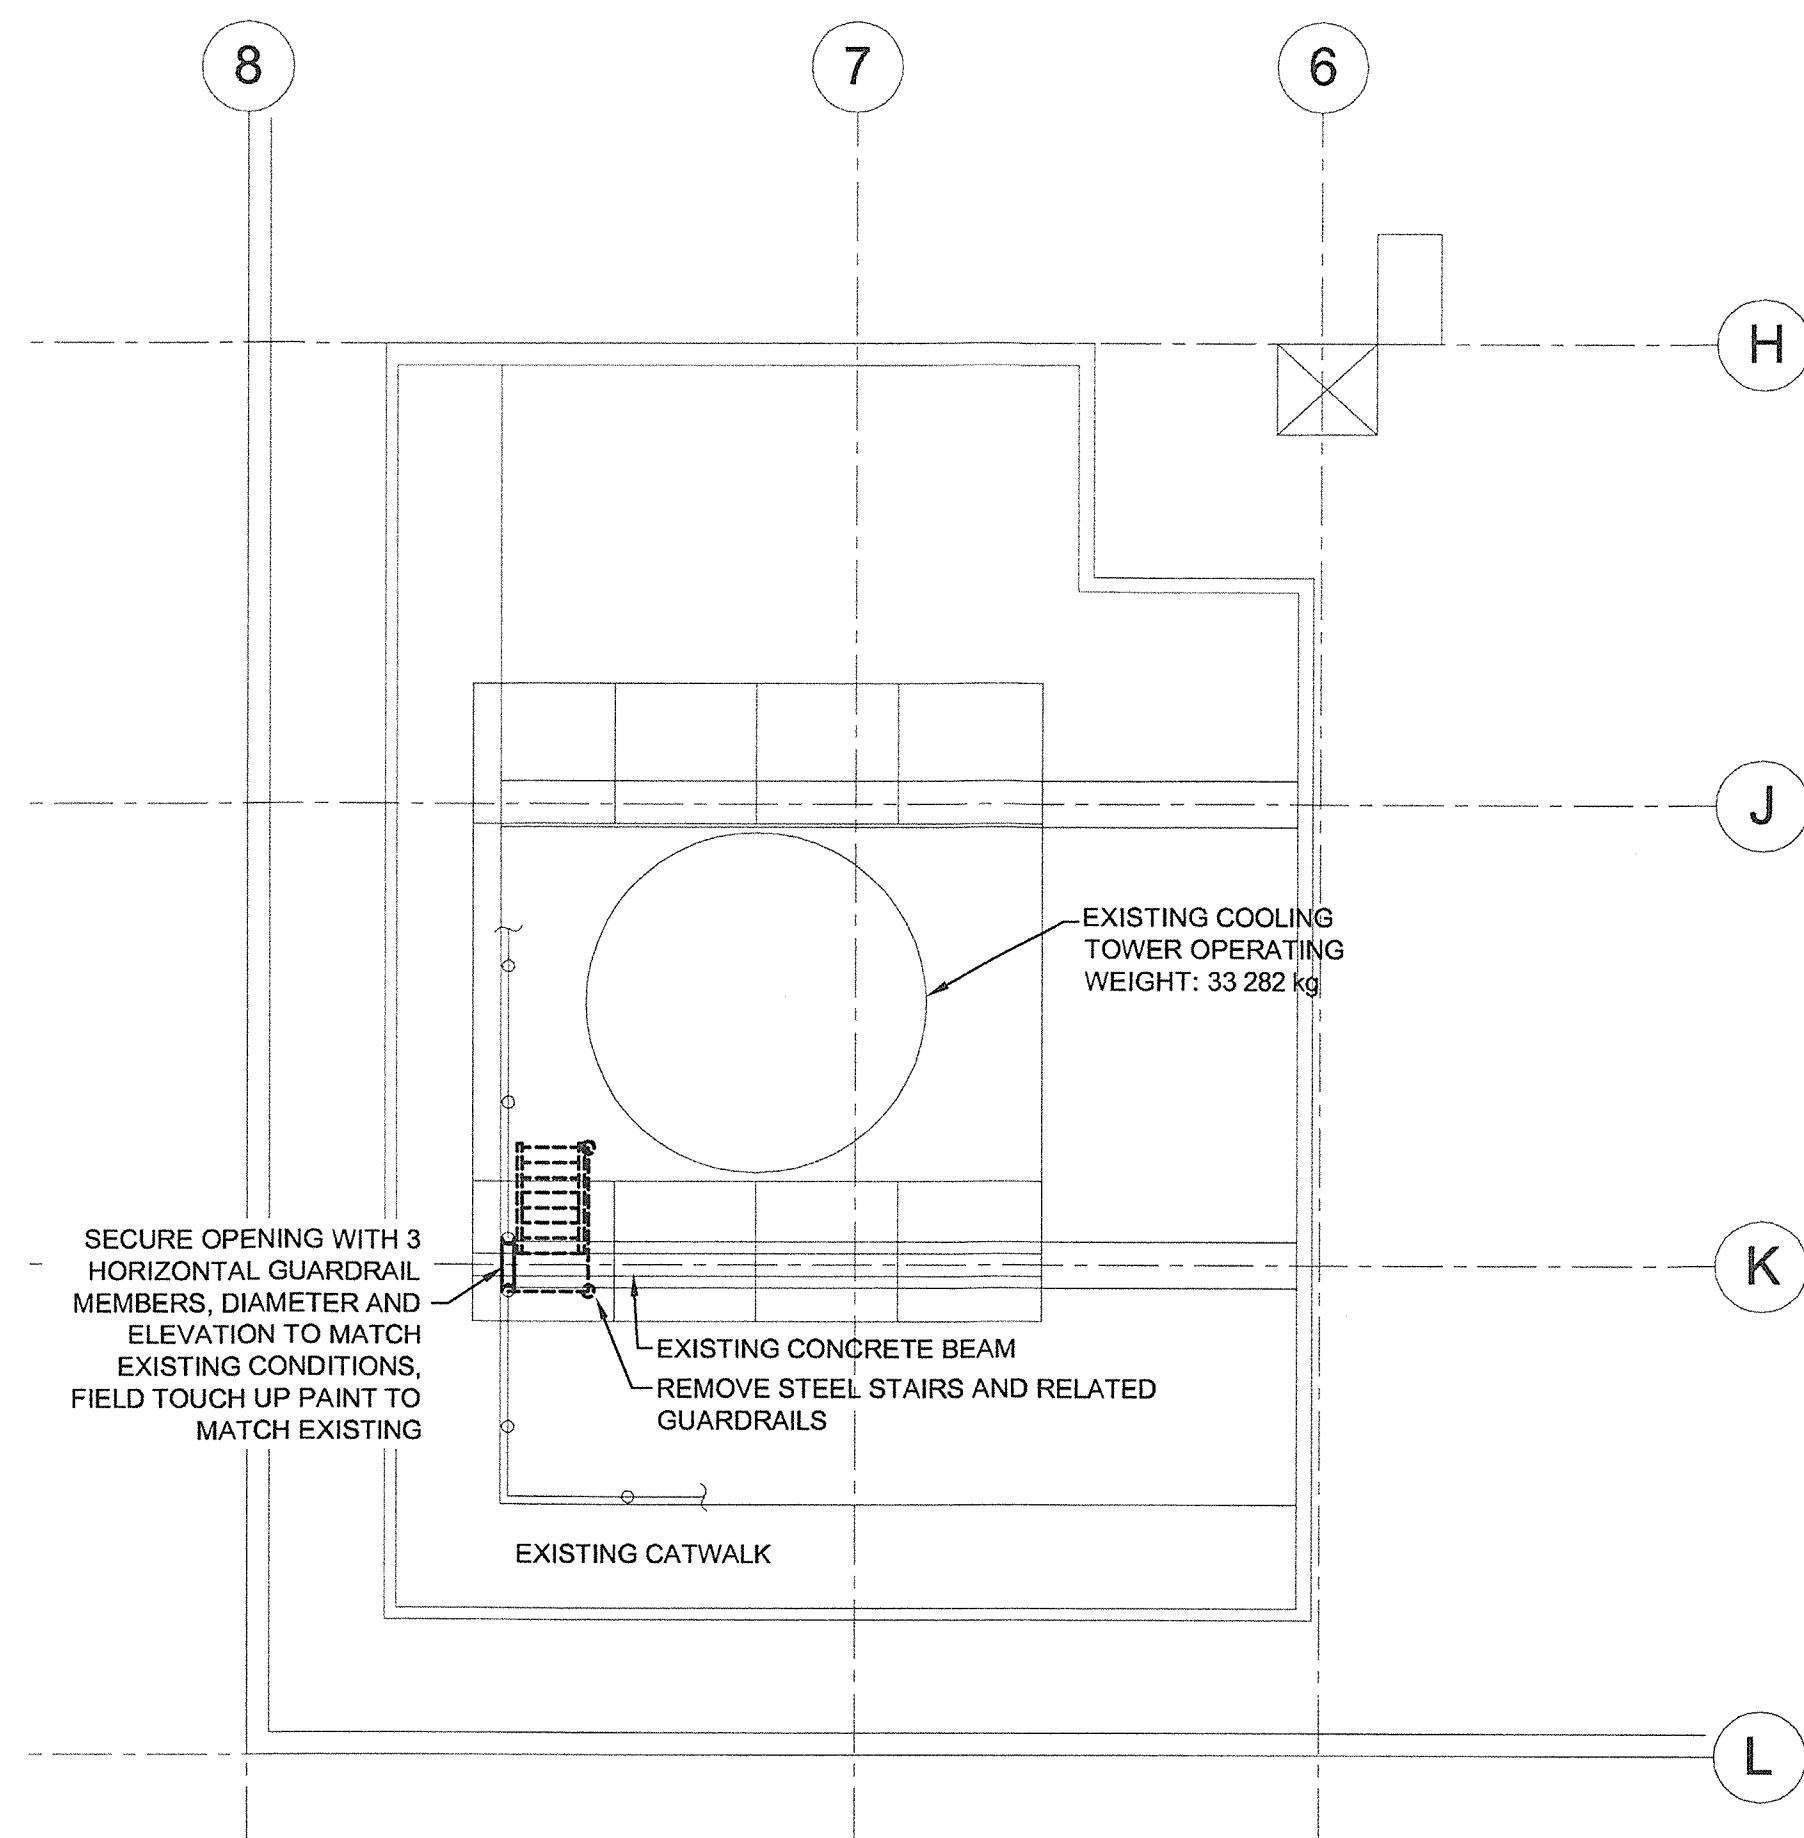 8
7
6
H
J
EXISTING COOLING
TOWER OPERATING
WEIGHT: 33 282 kg
SECURE OPENING WITH 3
HORIZONTAL GUARDRAIL
MEMBERS, DIAMETER AND
ELEVATION TO MATCH
EXISTING CONDITIONS,
FIELD TOUCH UP PAINT TO
MATCH EXISTING
K
EXISTING CONCRETE BEAM
REMOVE STEEL STAIRS AND RELATED
GUARDRAILS
EXISTING CATWALK
L